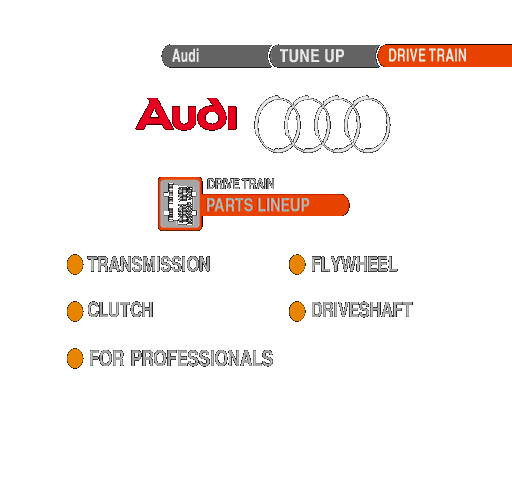 Audi TUNE UP DRIVE TRAIN
AUDI
DRIVE TRAIN
PARTS LINEUP
TRANSMISSION FLYWHEEL
CLUTCH DRIVESHAFT
FOR PROFESSIONALS